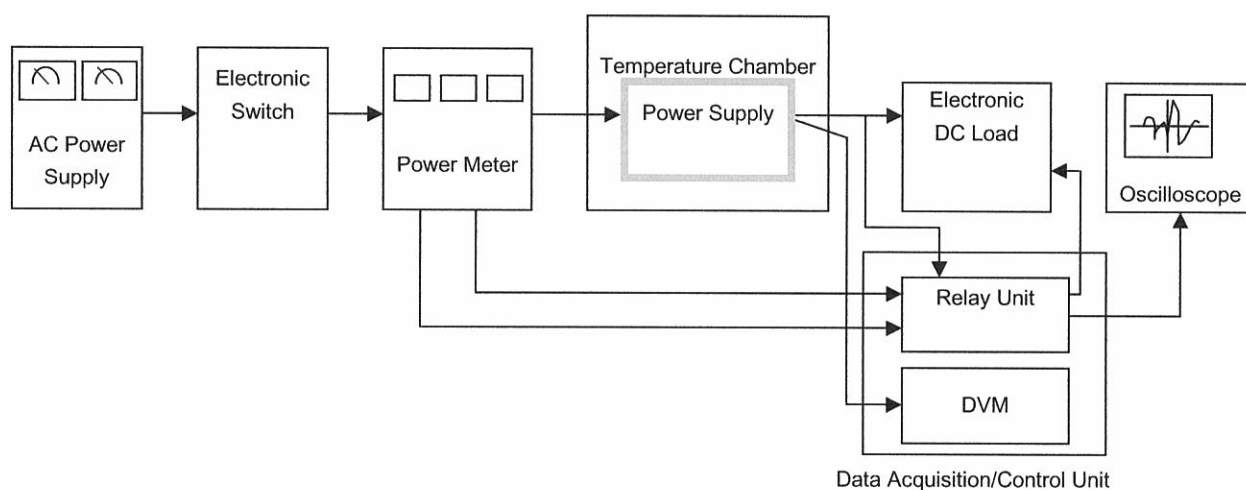 AC Power
Supply
Electronic
Switch
Power Meter
Temperature Chamber
Power Supply
Electronic
DC Load
Oscilloscope
Relay Unit
DVM
Data Acquisition/Control Unit